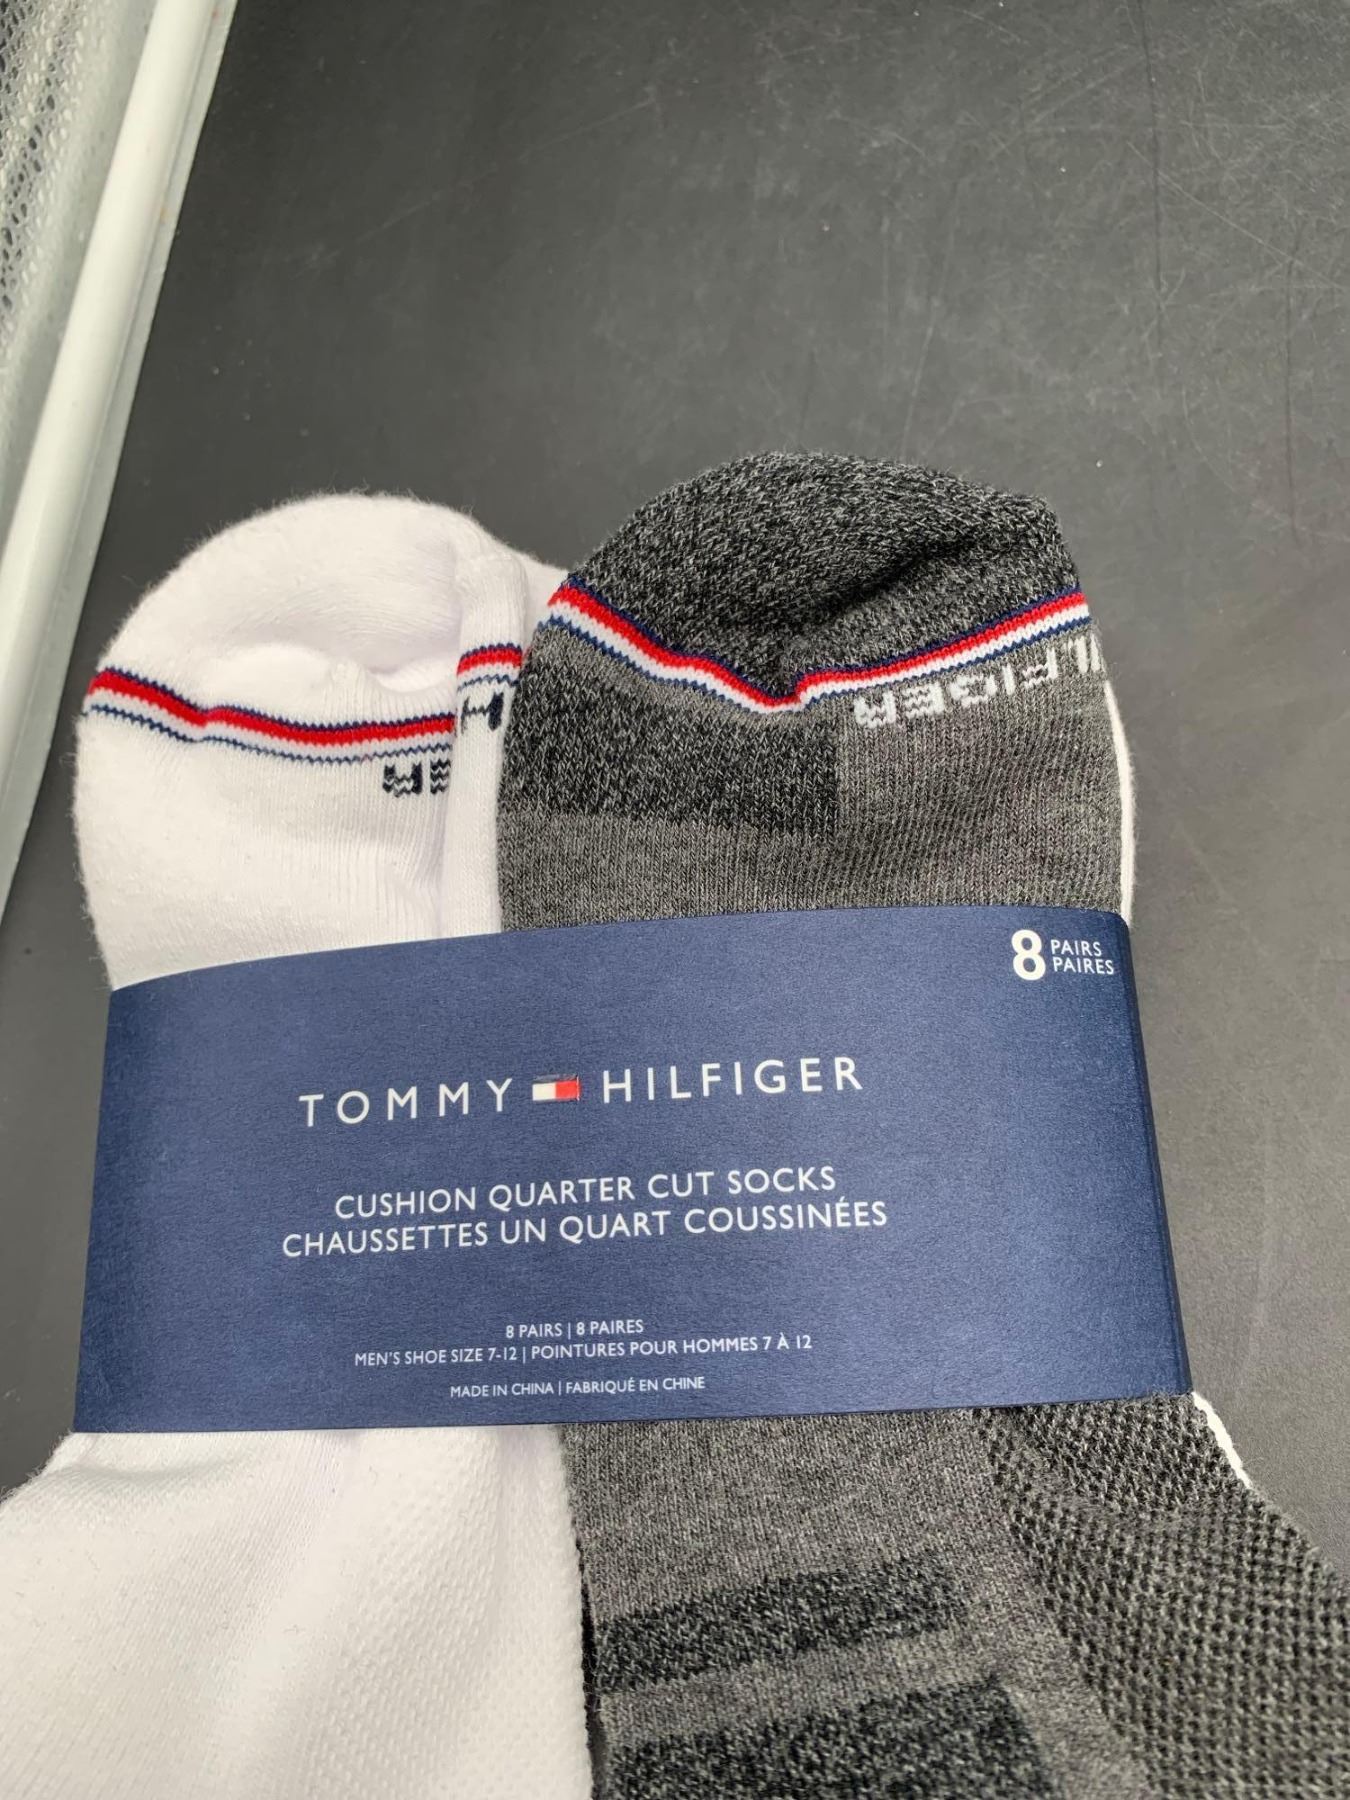 8 PAIRS
PAIRES
TOMMY HILFIGER
CUSHION QUARTER CUT SOCKS
CHAUSSETTES UN QUART COUSSINÉES
8 PAIRS | 8 PAIRES
MEN'S SHOE SIZE 7-12 | POINTURES POUR HOMMES 7 À 12
MADE IN CHINA | FABRIQUÉ EN CHINE